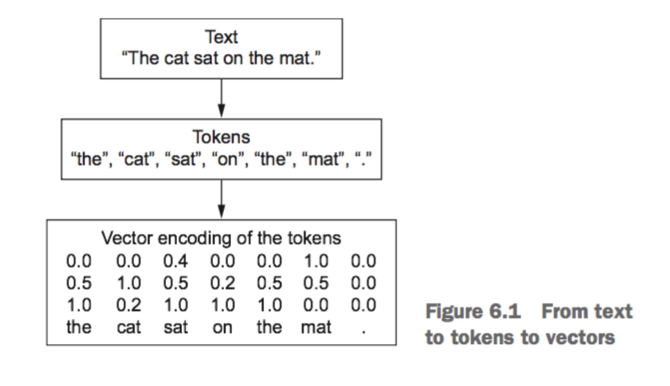 Text
“The cat sat on the mat.”
Tokens
“the”, “cat”, “sat”, “on”, “the”, “mat”, “.”
Vector encoding of the tokens
0.0 0.0 0.4 0.0 0.0 1.0 0.0
0.5 1.0 0.5 0.2 0.5 0.5 0.0
1.0 0.2 1.0 1.0 1.0 0.0 0.0
the cat sat on the mat .
Figure 6.1 From text
to tokens to vectors